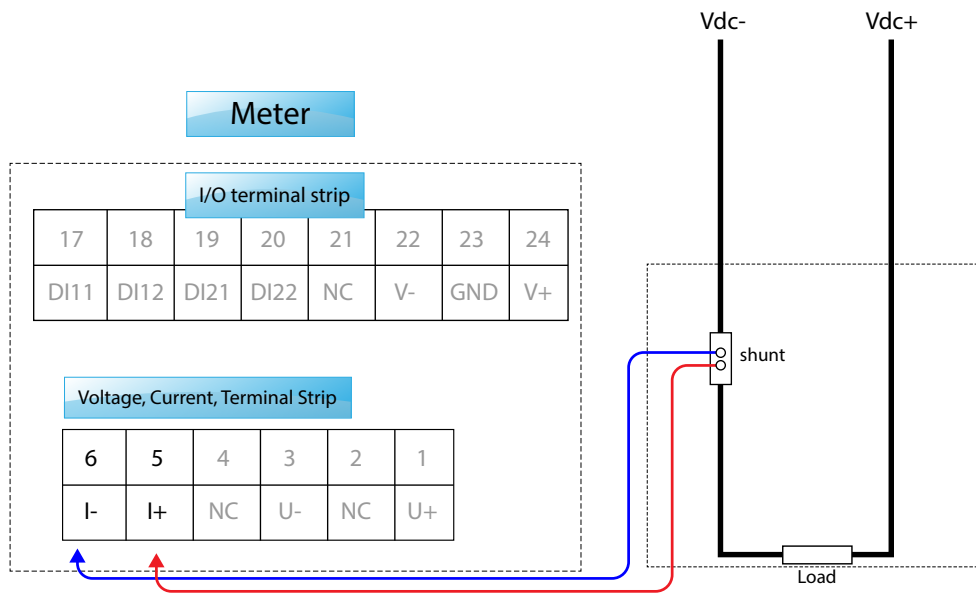 Vdc- Vdc+
Meter
I/O terminal strip
17 18 19 20 21 22 23 24
DI11 DI12 DI21 DI22 NC V- GND V+
shunt
Voltage, Current, Terminal Strip
6 5 4 3 2 1
I- I+ NC U- NC U+
Load